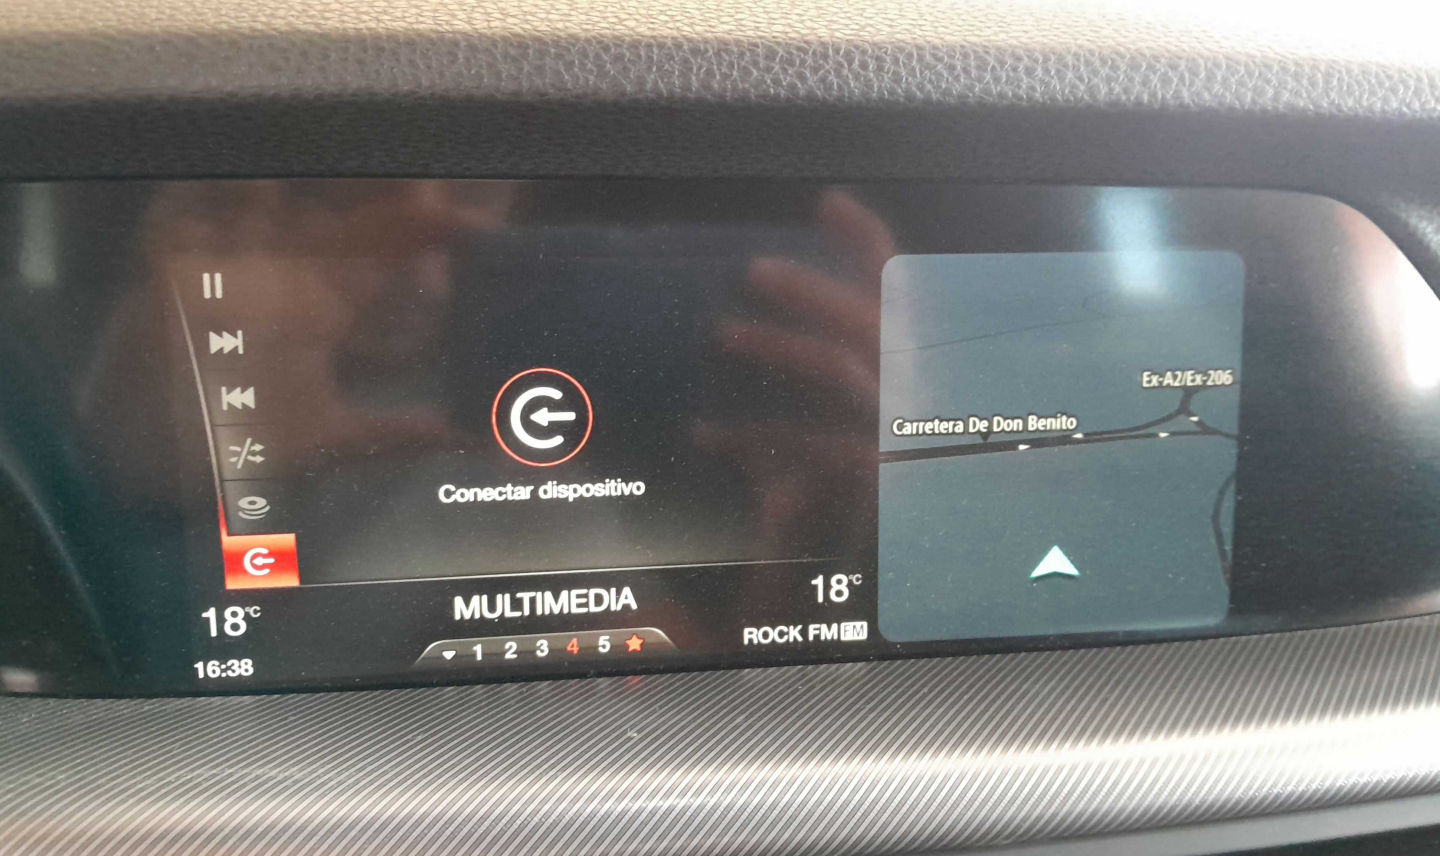 Conectar dispositivo
18°C
MULTIMEDIA
18°C
ROCK FM FM
1 2 3 4 5
16:38
Ex-A2/Ex-206
Carretera De Don Benito